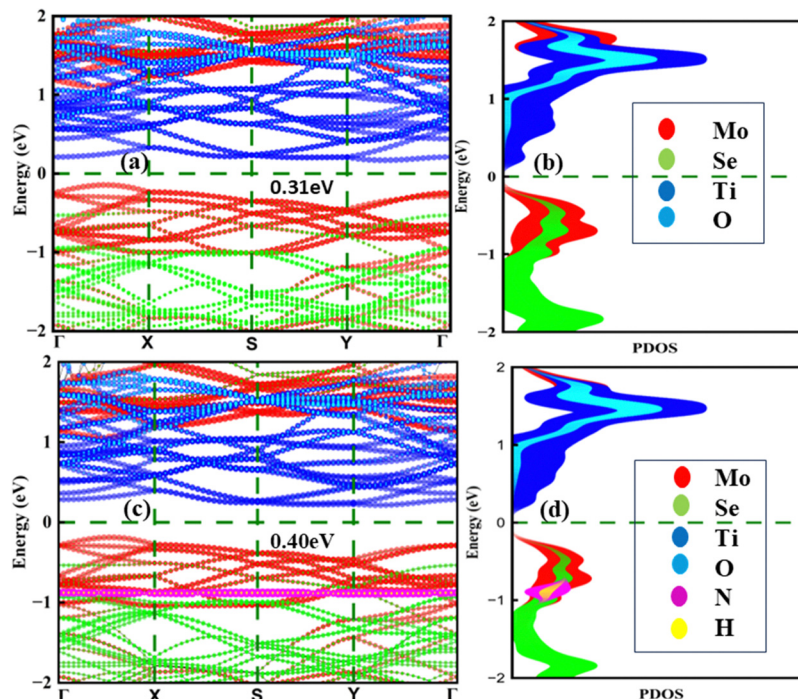 2
1
0
−1
−2
Energy (eV)
(a)
0.31eV
Γ X S Y Γ
2
1
0
−1
−2
Energy (eV)
(b)
Mo
Se
Ti
O
PDOS
2
1
0
−1
−2
Energy (eV)
(c)
0.40eV
Γ X S Y Γ
2
1
0
−1
−2
Energy (eV)
(d)
Mo
Se
Ti
O
N
H
PDOS